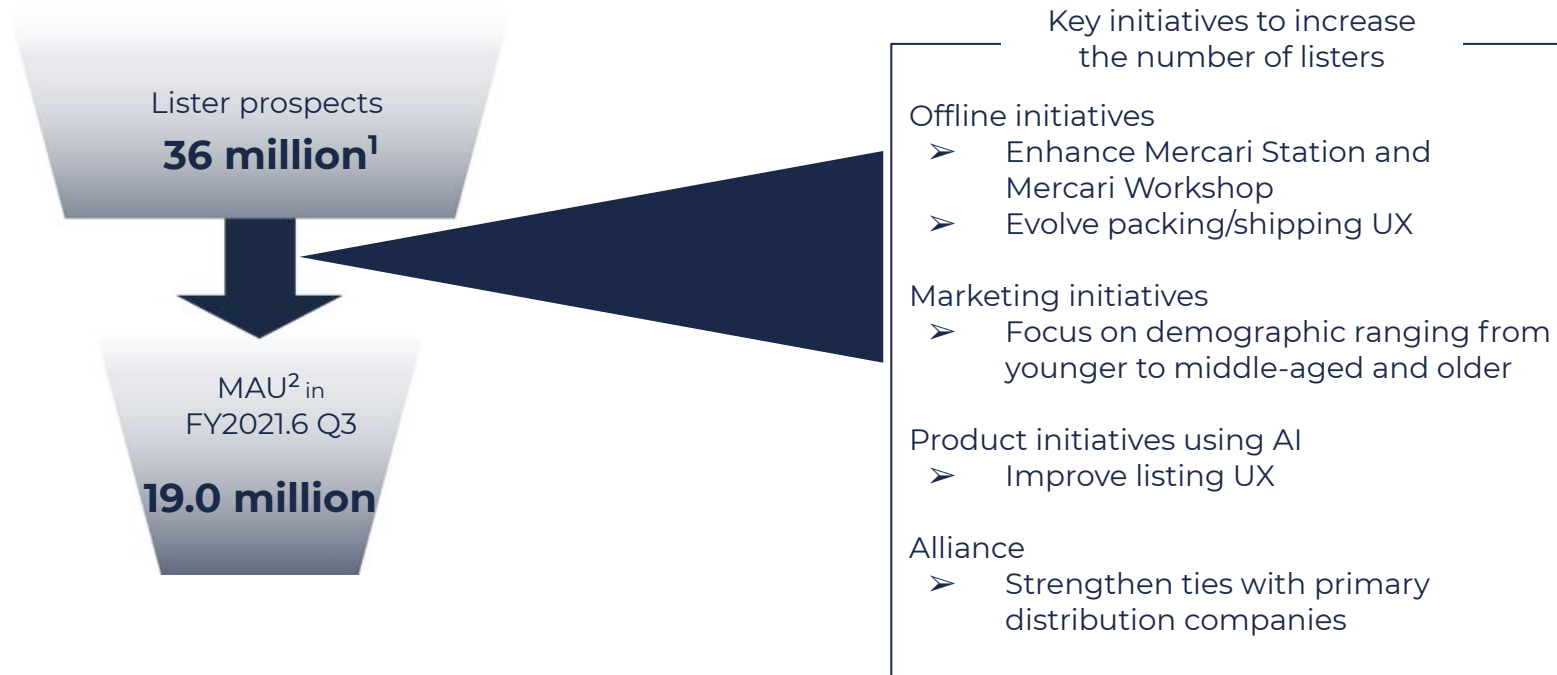 Lister prospects
36 million¹
MAU² in
FY2021.6 Q3
19.0 million
Key initiatives to increase
the number of listers
Offline initiatives
➢ Enhance Mercari Station and
Mercari Workshop
➢ Evolve packing/shipping UX
Marketing initiatives
➢ Focus on demographic ranging from
younger to middle-aged and older
Product initiatives using AI
➢ Improve listing UX
Alliance
➢ Strengthen ties with primary
distribution companies